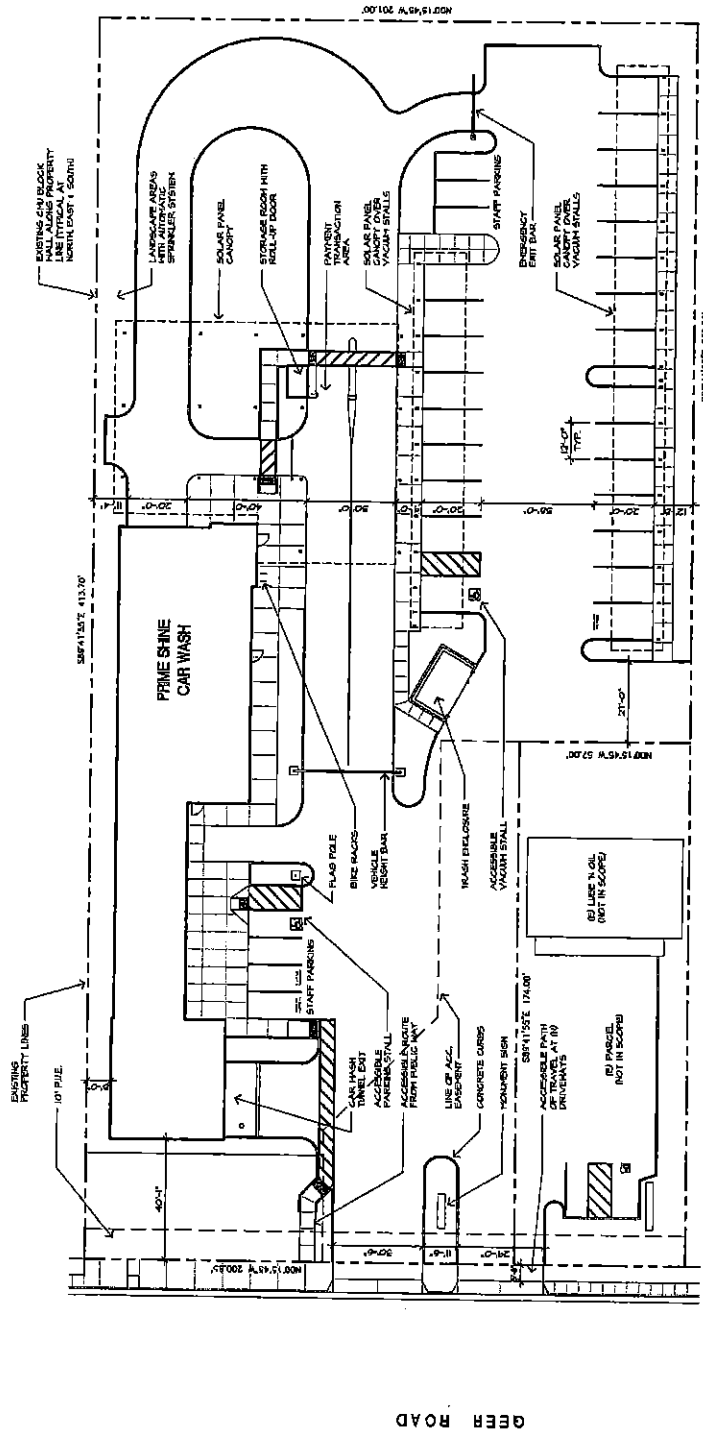 N00°15'45"W 201.00'
EXISTING CMU BLOCK
WALL ALONG PROPERTY
LINE (TYPICAL AT
NORTH, EAST & SOUTH)
LANDSCAPE AREAS
WITH AUTOMATIC
SPRINKLER SYSTEM
SOLAR PANEL
CANOPY
STORAGE ROOM WITH
ROLL-UP DOOR
PAYMENT
TRANSACTION
AREA
SOLAR PANEL
CANOPY OVER
VACUUM STALLS
STAFF PARKING
EMERGENCY
EXIT BAR
SOLAR PANEL
CANOPY OVER
VACUUM STALLS
12'-0"
TYP.
11'-4"
20'-0"
40'-0"
30'-0"
20'-0"
20'-0"
S89°41'55"E 413.70'
PRIME SHINE
CAR WASH
21'-0"
N00°15'45"W 52.00'
FLAG POLE
BIKE RACKS
VEHICLE
HEIGHT BAR
TRASH ENCLOSURE
ACCESSIBLE
VACUUM STALL
(E) LUBE 'N OIL
(NOT IN SCOPE)
STAFF PARKING
EXISTING
PROPERTY LINES
10' P.U.E.
CAR WASH
TUNNEL EXIT
ACCESSIBLE
PARKING STALL
ACCESSIBLE ROUTE
FROM PUBLIC WAY
LINE OF ACC.
EASEMENT
CONCRETE CURBS
MONUMENT SIGN
S89°41'55"E 174.00'
ACCESSIBLE PATH
OF TRAVEL AT (N)
DRIVEWAYS
(E) PARCEL
(NOT IN SCOPE)
40'-1"
N00°15'45"W 200.85'
30'-6"
11'-6"
29'-0"
GEER ROAD